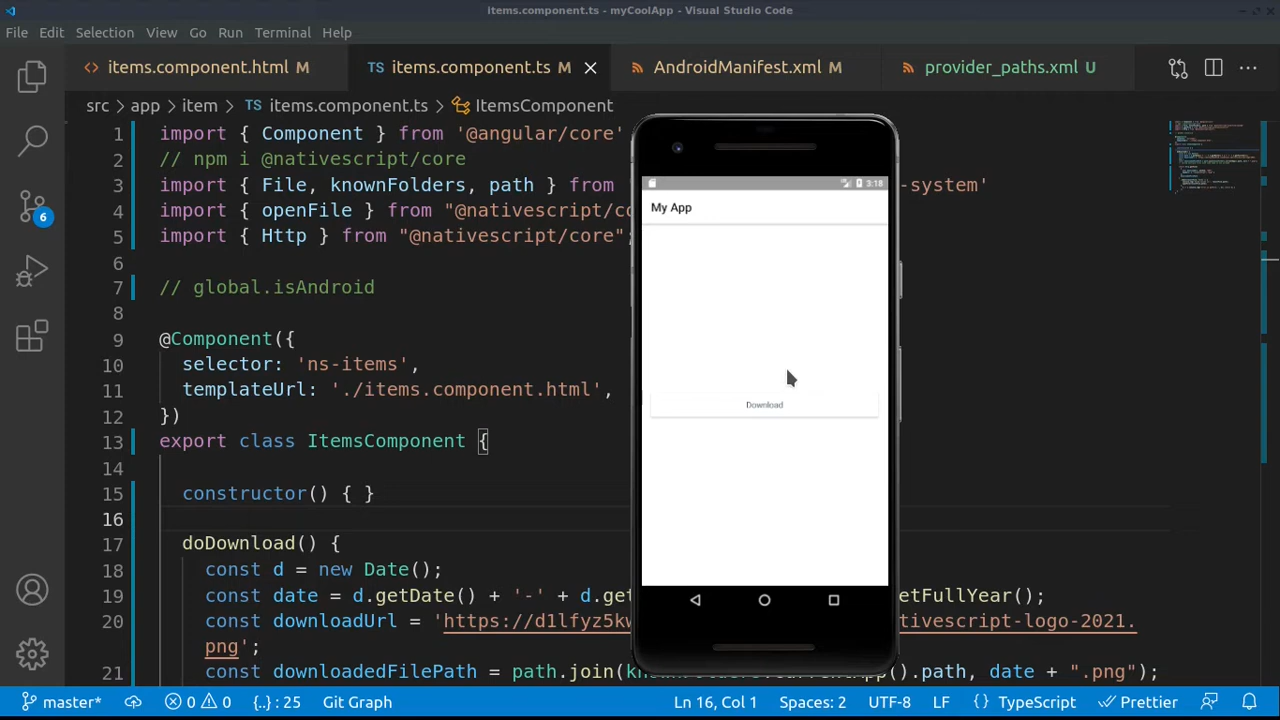 items.component.ts - myCoolApp - Visual Studio Code
File Edit Selection View Go Run Terminal Help
items.component.html M items.component.ts M AndroidManifest.xml M provider_paths.xml U
src app item items.component.ts ItemsComponent
1 import { Component } from '@angular/core'
2 // npm i @nativescript/core
3 import { File, knownFolders, path } from -system'
4 import { openFile } from "@nativescript/co
5 import { Http } from "@nativescript/core";
6
7 // global.isAndroid
8
9 @Component({
10 selector: 'ns-items',
11 templateUrl: './items.component.html',
12 })
13 export class ItemsComponent {
14
15 constructor() { }
16
17 doDownload() {
18 const d = new Date();
19 const date = d.getDate() + '-' + d.get etFullYear();
20 const downloadUrl = 'https://d1lfyz5kw tivescript-logo-2021.
png';
21 const downloadedFilePath = path.join( ().path, date + ".png");
3:18
My App
Download
6
master* 0 0 {..} : 25 Git Graph Ln 16, Col 1 Spaces: 2 UTF-8 LF {} TypeScript Prettier